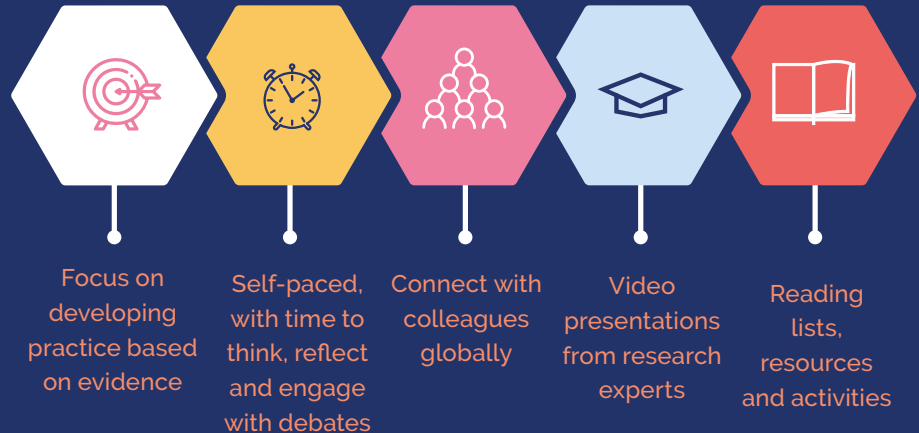 Focus on
developing
practice based
on evidence
Self-paced,
with time to
think, reflect
and engage
with debates
Connect with
colleagues
globally
Video
presentations
from research
experts
Reading
lists,
resources
and activities